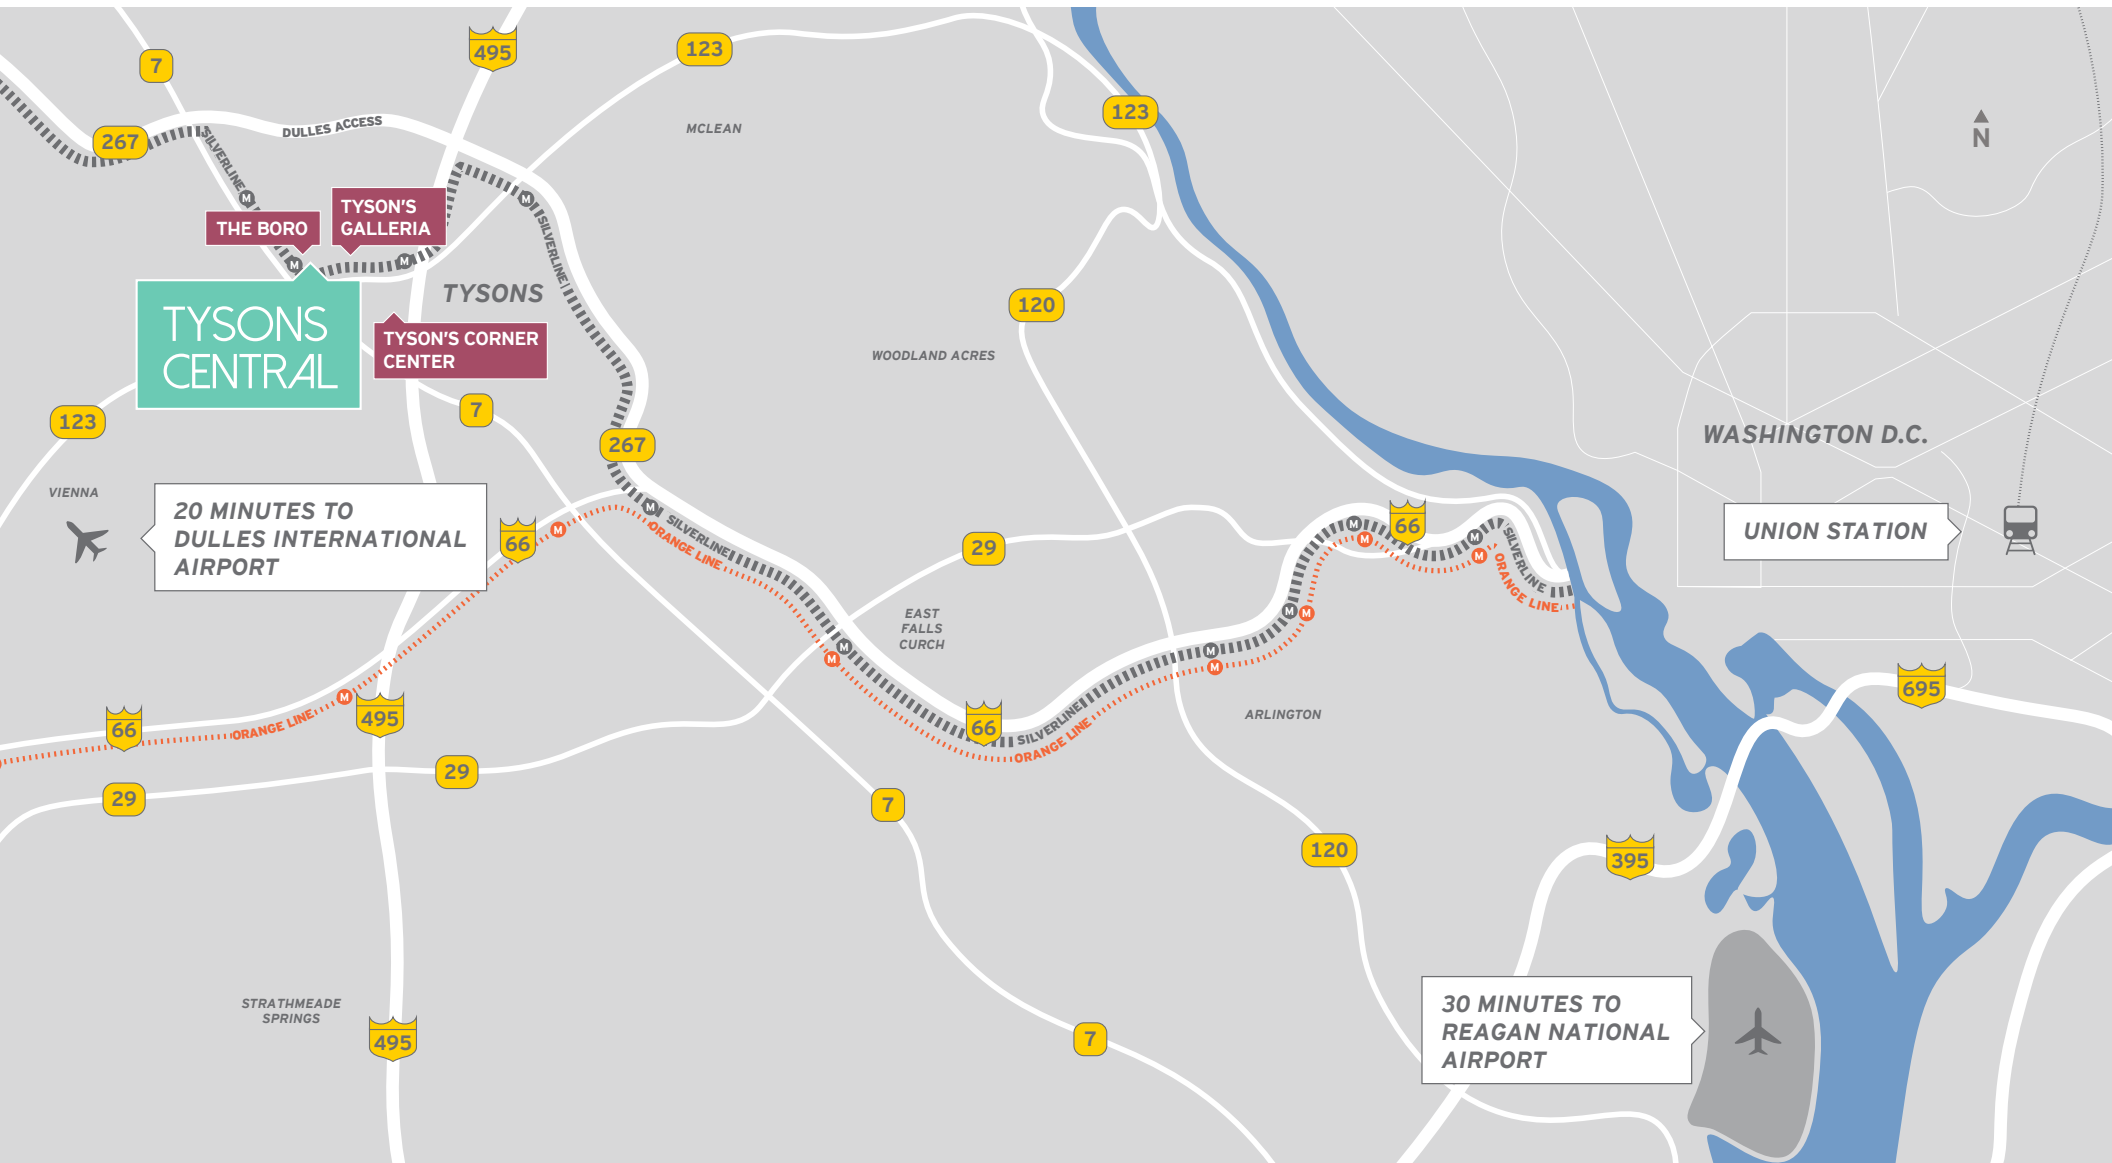 495
123
7
123
DULLES ACCESS
MCLEAN
267
N
SILVERLINE
M
M
TYSON'S
GALLERIA
THE BORO
SILVERLINE
M
M
TYSONS
120
TYSONS
CENTRAL
TYSON'S CORNER
CENTER
WOODLAND ACRES
7
123
WASHINGTON D.C.
267
VIENNA
20 MINUTES TO
DULLES INTERNATIONAL
AIRPORT
M
SILVERLINE
ORANGE LINE
66
M
29
M
66
M
M
M
SILVERLINE
ORANGE LINE
UNION STATION
EAST
FALLS
CURCH
M
M
M
M
M
M
M
66
ORANGE LINE
495
66
SILVERLINE
ORANGE LINE
ARLINGTON
695
29
29
7
120
395
STRATHMEADE
SPRINGS
495
7
30 MINUTES TO
REAGAN NATIONAL
AIRPORT